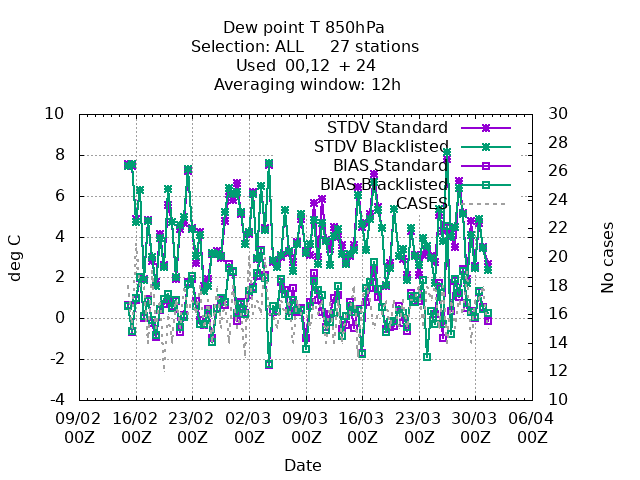 Dew point T 850hPa
Selection: ALL 27 stations
Used 00,12 + 24
Averaging window: 12h
10 30
STDV Standard
28
STDV Blacklisted
8 26
BIAS Standard
BIAS Blacklisted
6 24
CASES
22
4 20
2 18
0 16
14
-2 12
-4 10
deg C
No cases
09/02 16/02 23/02 02/03 09/03 16/03 23/03 30/03 06/04
00Z 00Z 00Z 00Z 00Z 00Z 00Z 00Z 00Z
Date